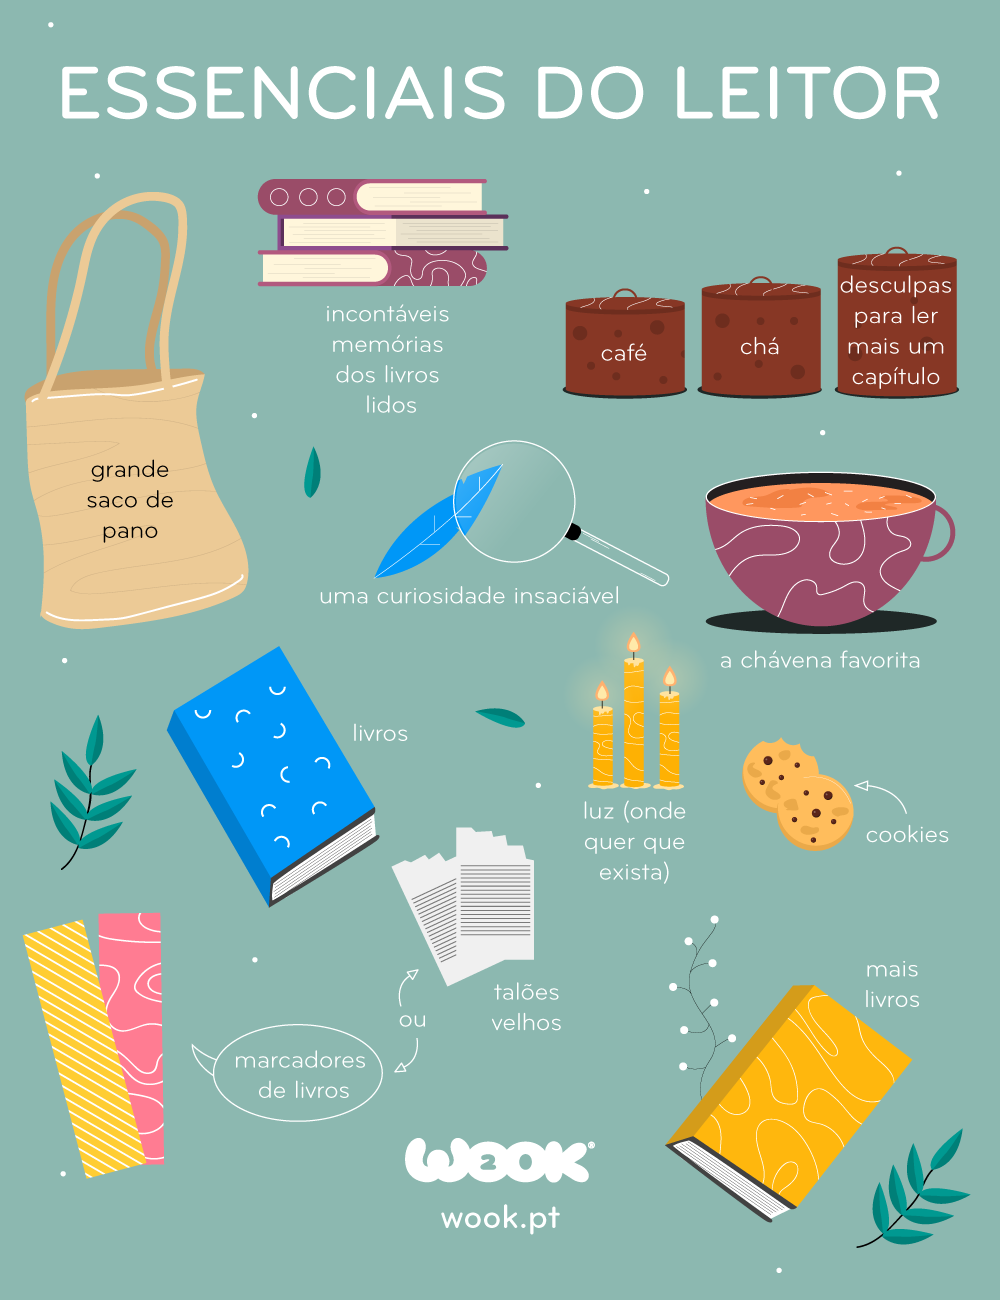 ESSENCIAIS DO LEITOR
incontáveis
memórias
dos livros
lidos
café
chá
desculpas
para ler
mais um
capítulo
grande
saco de
pano
uma curiosidade insaciável
a chávena favorita
livros
luz (onde
quer que
exista)
cookies
talões
velhos
ou
marcadores
de livros
mais
livros
WOOK®
20
wook.pt